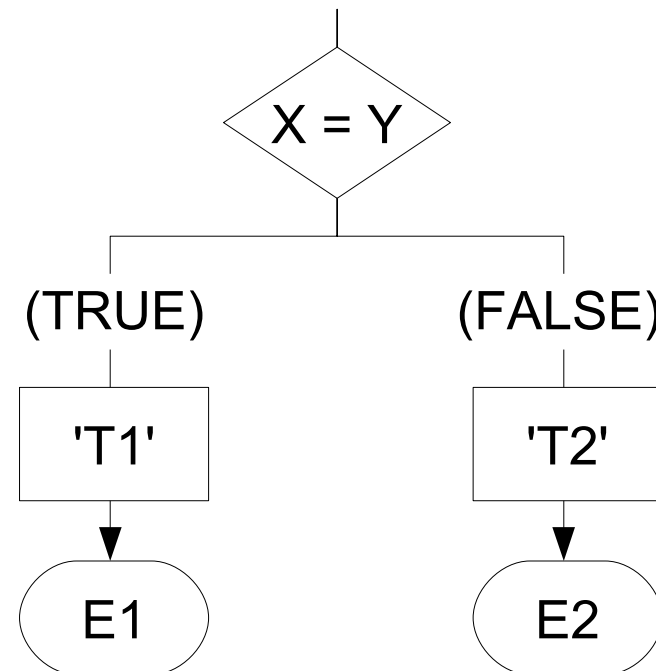 X = Y
(TRUE)
(FALSE)
'T1'
'T2'
E1
E2